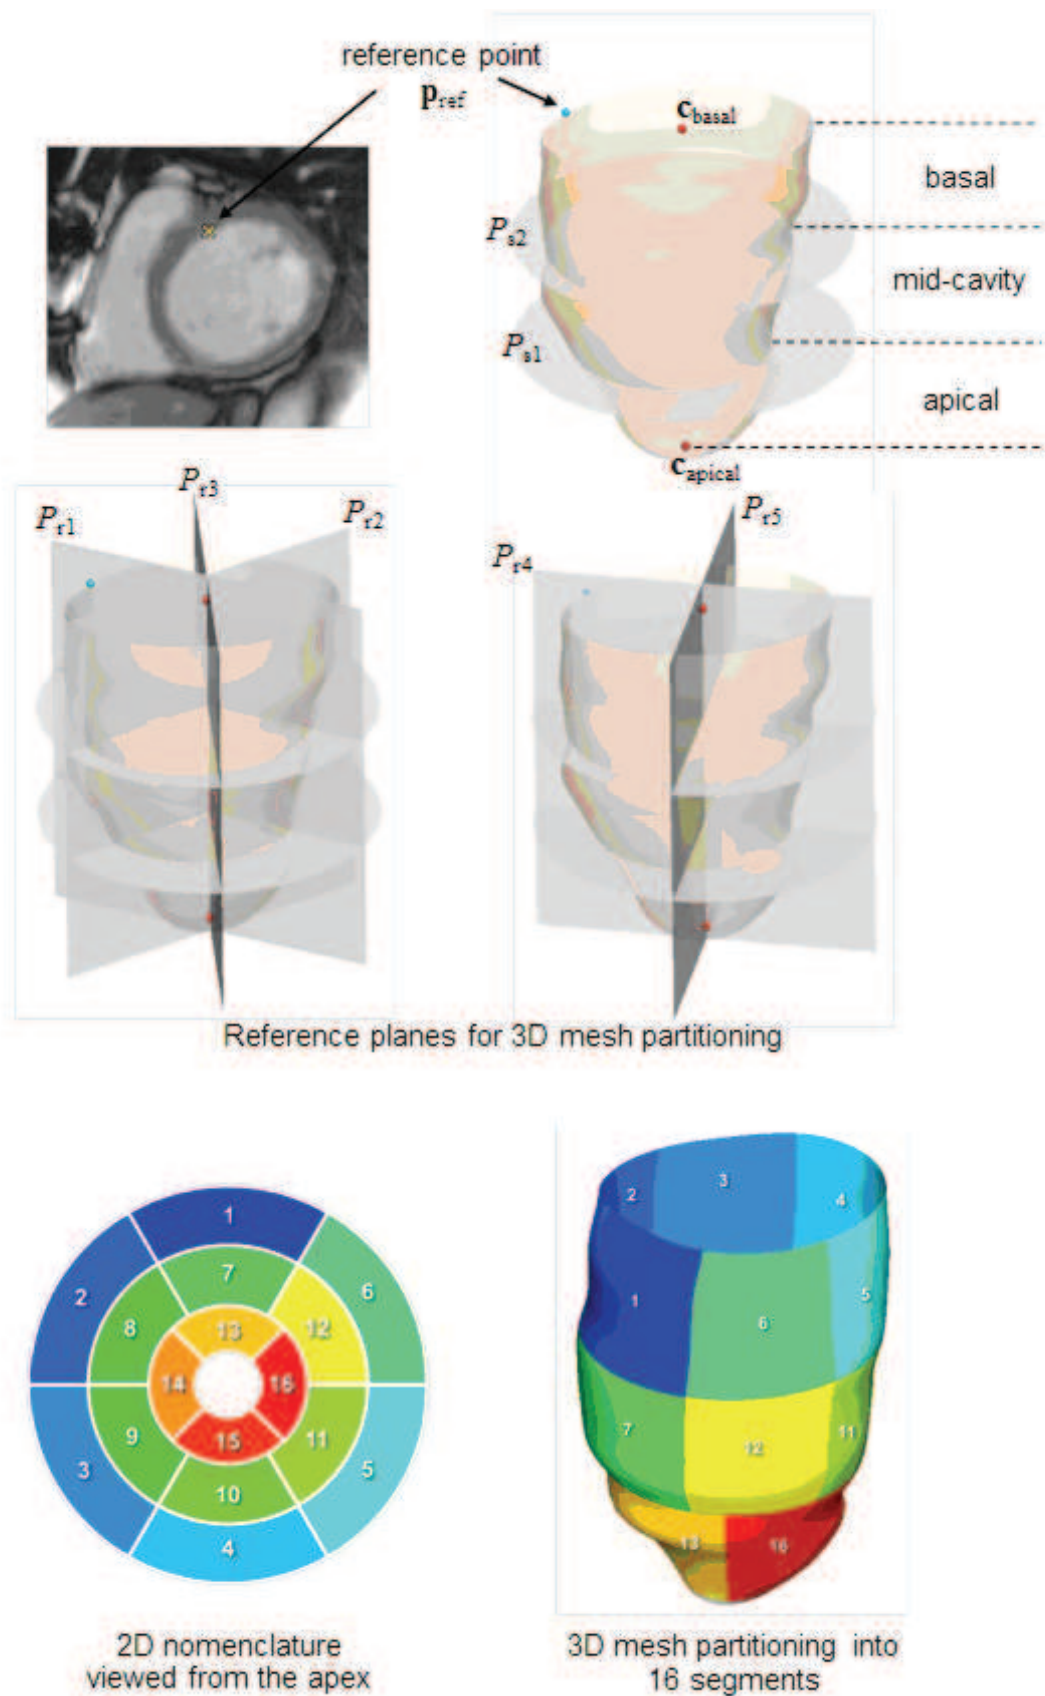 reference point
p_ref
c_basal
basal
P_s2
mid-cavity
P_s1
apical
c_apical
P_r3
P_r1
P_r2
P_r5
P_r4
Reference planes for 3D mesh partitioning
1
2
6
7
8
12
13
14
16
15
9
11
3
5
10
4
2
3
4
1
6
5
7
12
11
13
16
2D nomenclature
viewed from the apex
3D mesh partitioning into
16 segments